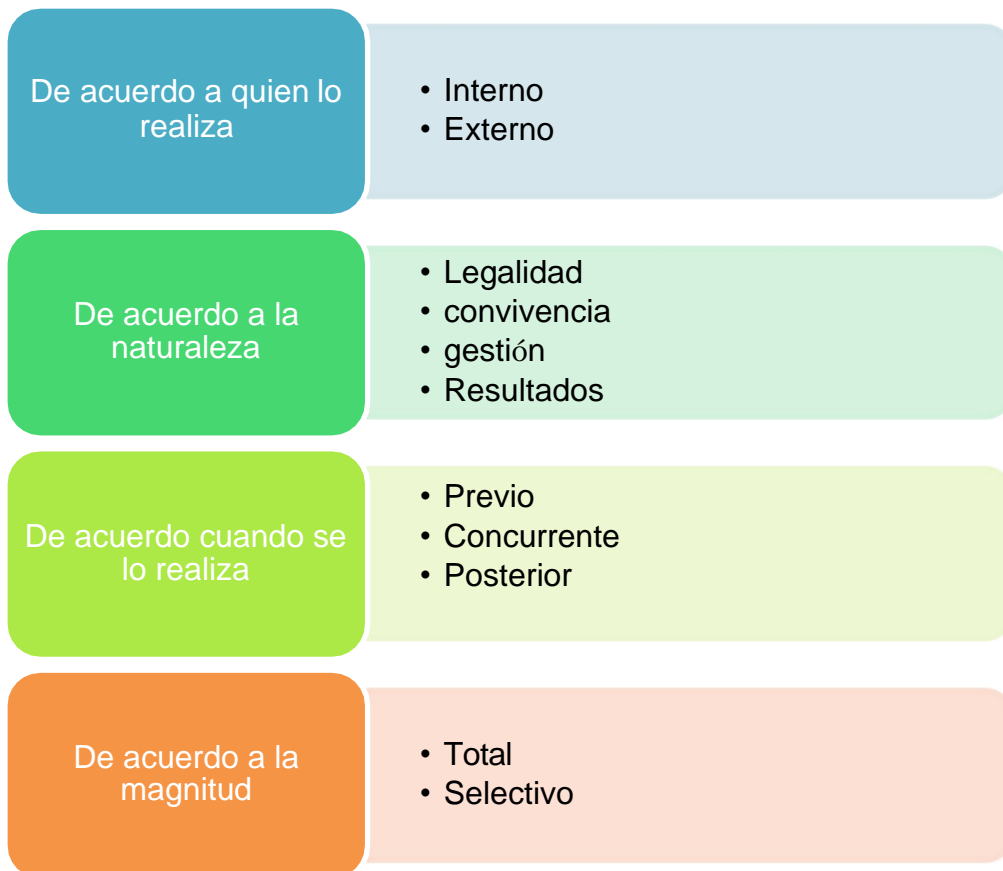 De acuerdo a quien lo
realiza
• Interno
• Externo
De acuerdo a la
naturaleza
• Legalidad
• convivencia
• gestión
• Resultados
De acuerdo cuando se
lo realiza
• Previo
• Concurrente
• Posterior
De acuerdo a la
magnitud
• Total
• Selectivo